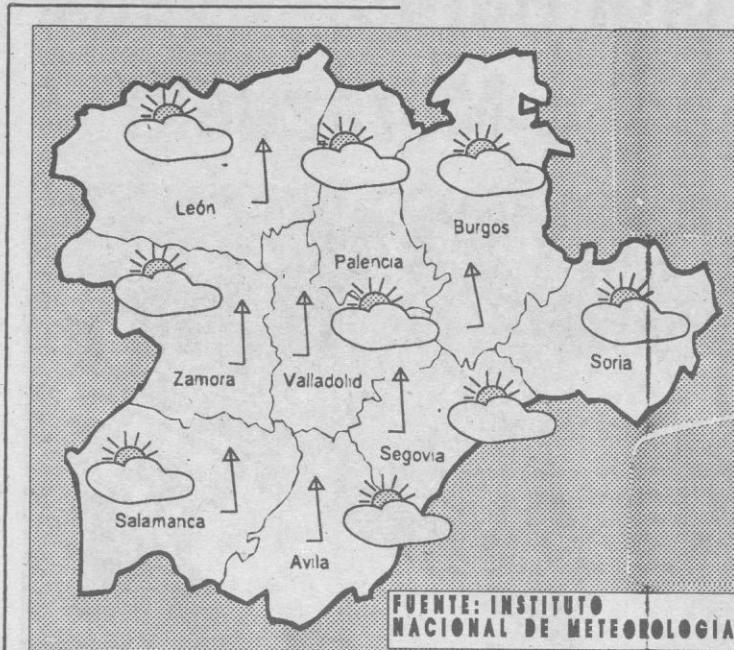 León
Burgos
Palencia
Soria
Zamora
Valladolid
Segovia
Salamanca
Avila
FUENTE: INSTITUTO
NACIONAL DE METEOROLOGIA